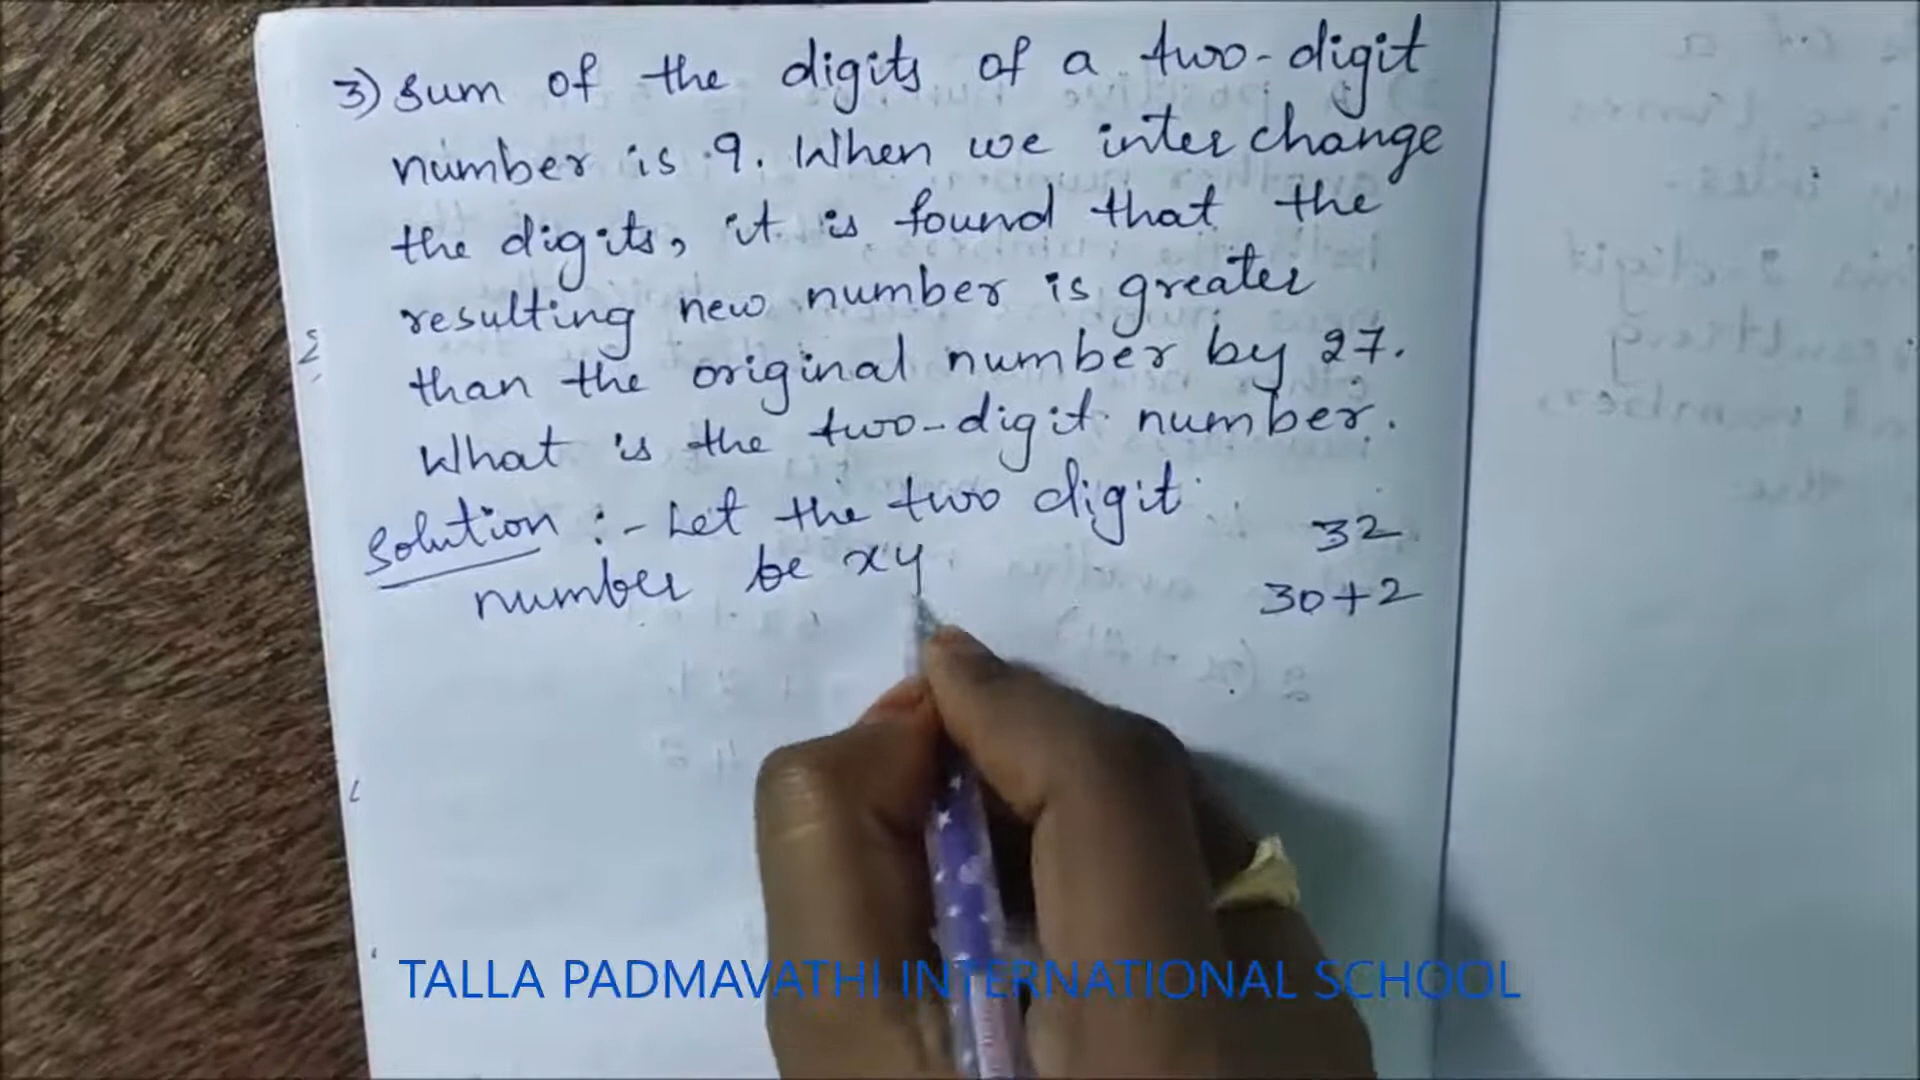 3) Sum of the digits of a two-digit
number is 9. When we inter change
the digits, it is found that the
resulting new number is greater
than the original number by 27.
What is the two-digit number.
Solution :- Let the two digit
number be xy
32
30+2
TALLA PADMAVATHI INTERNATIONAL SCHOOL